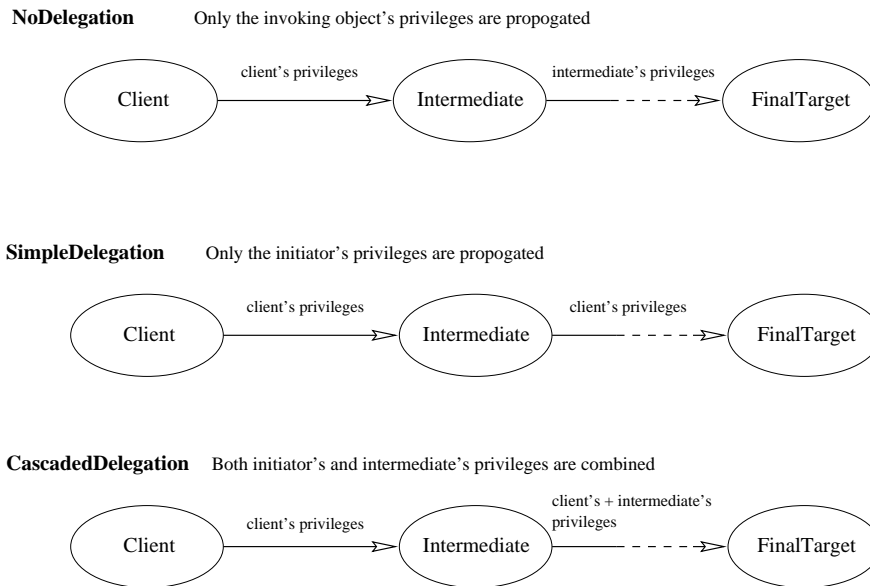 NoDelegation Only the invoking object's privileges are propogated
client's privileges intermediate's privileges
Client Intermediate FinalTarget
SimpleDelegation Only the initiator's privileges are propogated
client's privileges client's privileges
Client Intermediate FinalTarget
CascadedDelegation Both initiator's and intermediate's privileges are combined
client's privileges client's + intermediate's
privileges
Client Intermediate FinalTarget